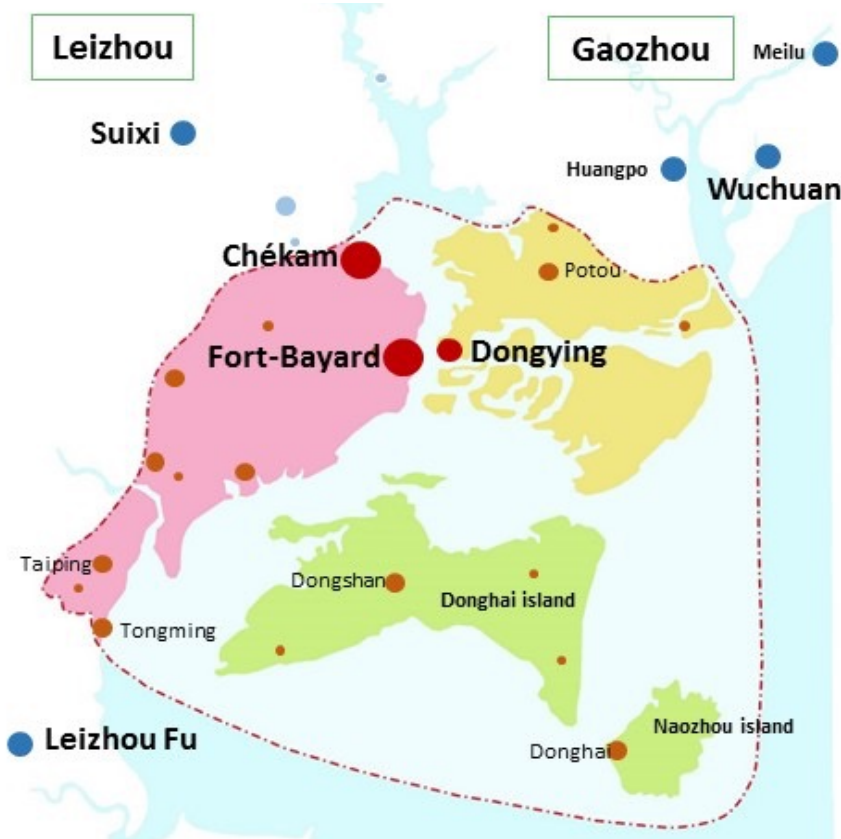 Leizhou
Gaozhou
Meilu
Suixi
Huangpo
Wuchuan
Chékam
Potou
Fort-Bayard
Dongying
Taiping
Dongshan
Donghai island
Tongming
Naozhou island
Leizhou Fu
Donghai